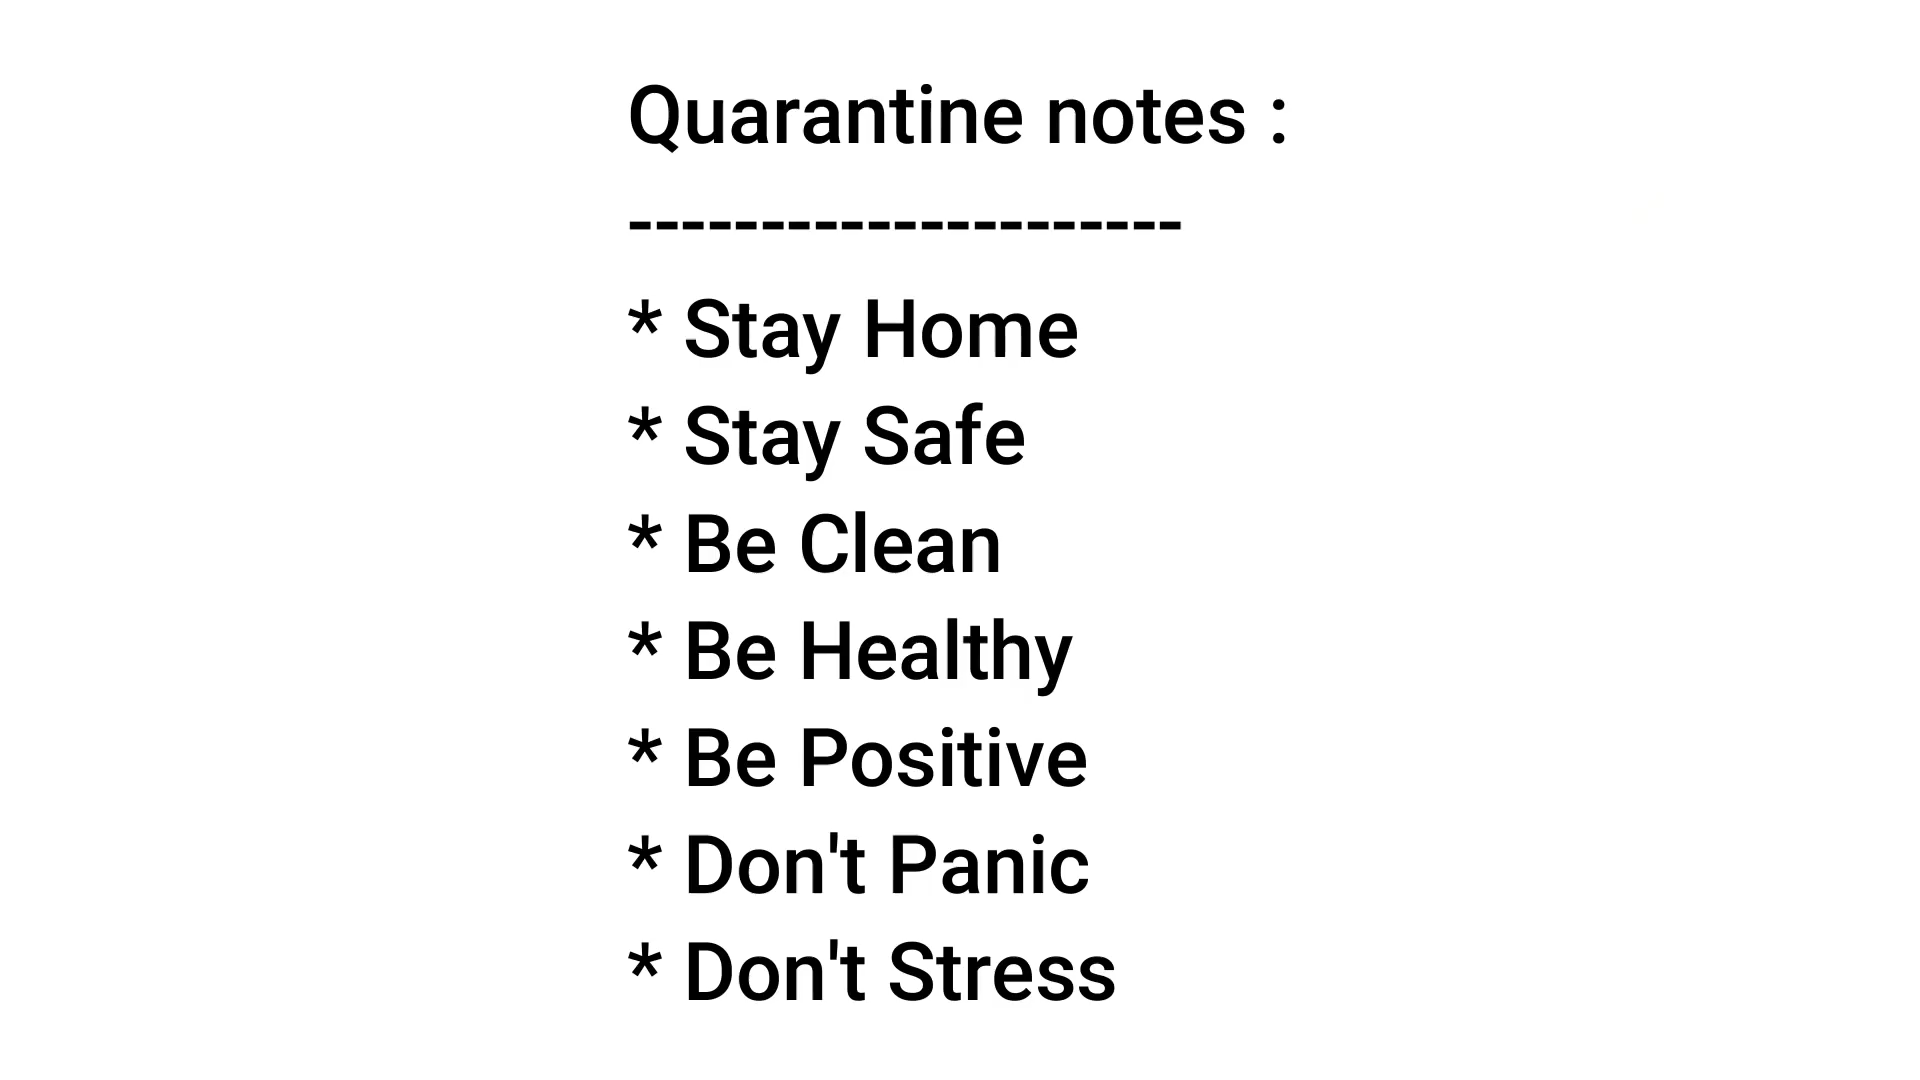 Quarantine notes :
---------------------
* Stay Home
* Stay Safe
* Be Clean
* Be Healthy
* Be Positive
* Don't Panic
* Don't Stress